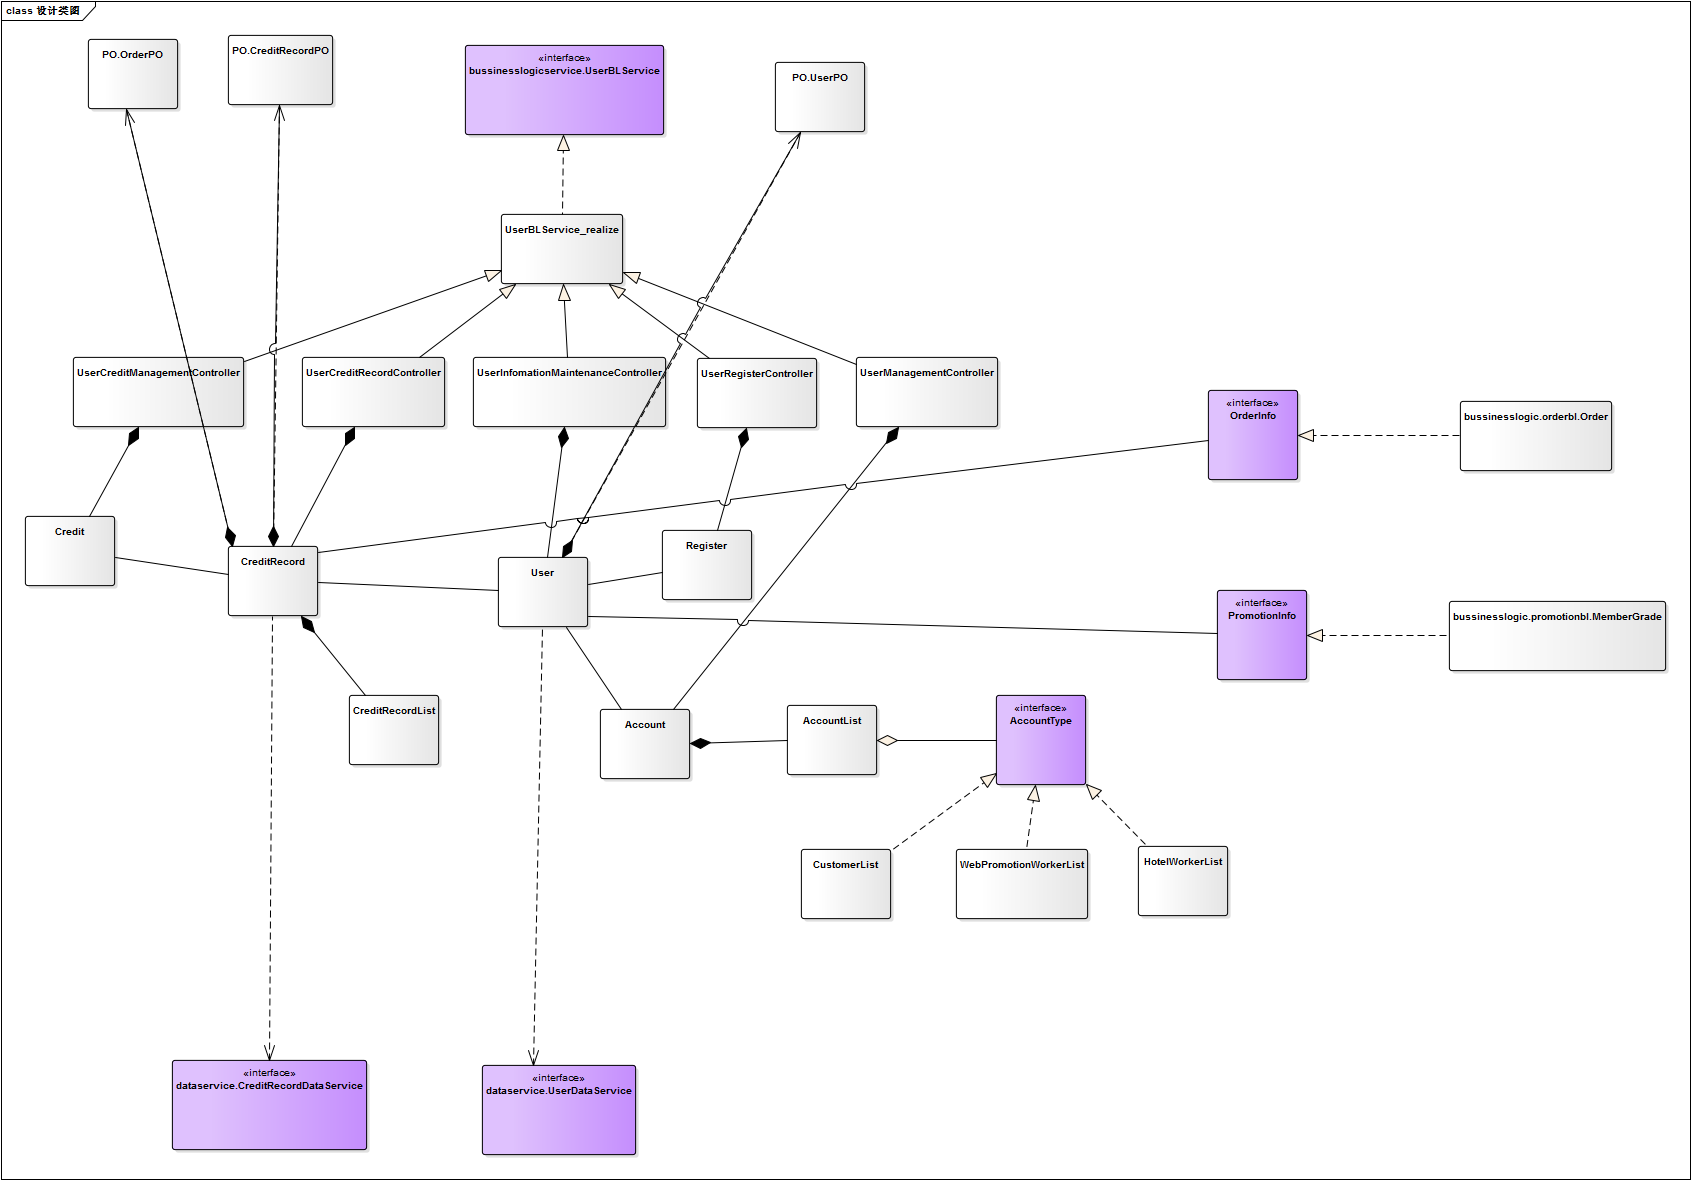 class 设计类图
PO.OrderPO
PO.CreditRecordPO
«interface»
bussinesslogicservice.UserBLService
PO.UserPO
UserBLService_realize
UserCreditManagementController
UserCreditRecordController
UserInfomationMaintenanceController
UserRegisterController
UserManagementController
«interface»
OrderInfo
bussinesslogic.orderbl.Order
Credit
CreditRecord
User
Register
«interface»
PromotionInfo
bussinesslogic.promotionbl.MemberGrade
CreditRecordList
Account
AccountList
«interface»
AccountType
CustomerList
WebPromotionWorkerList
HotelWorkerList
«interface»
dataservice.CreditRecordDataService
«interface»
dataservice.UserDataService